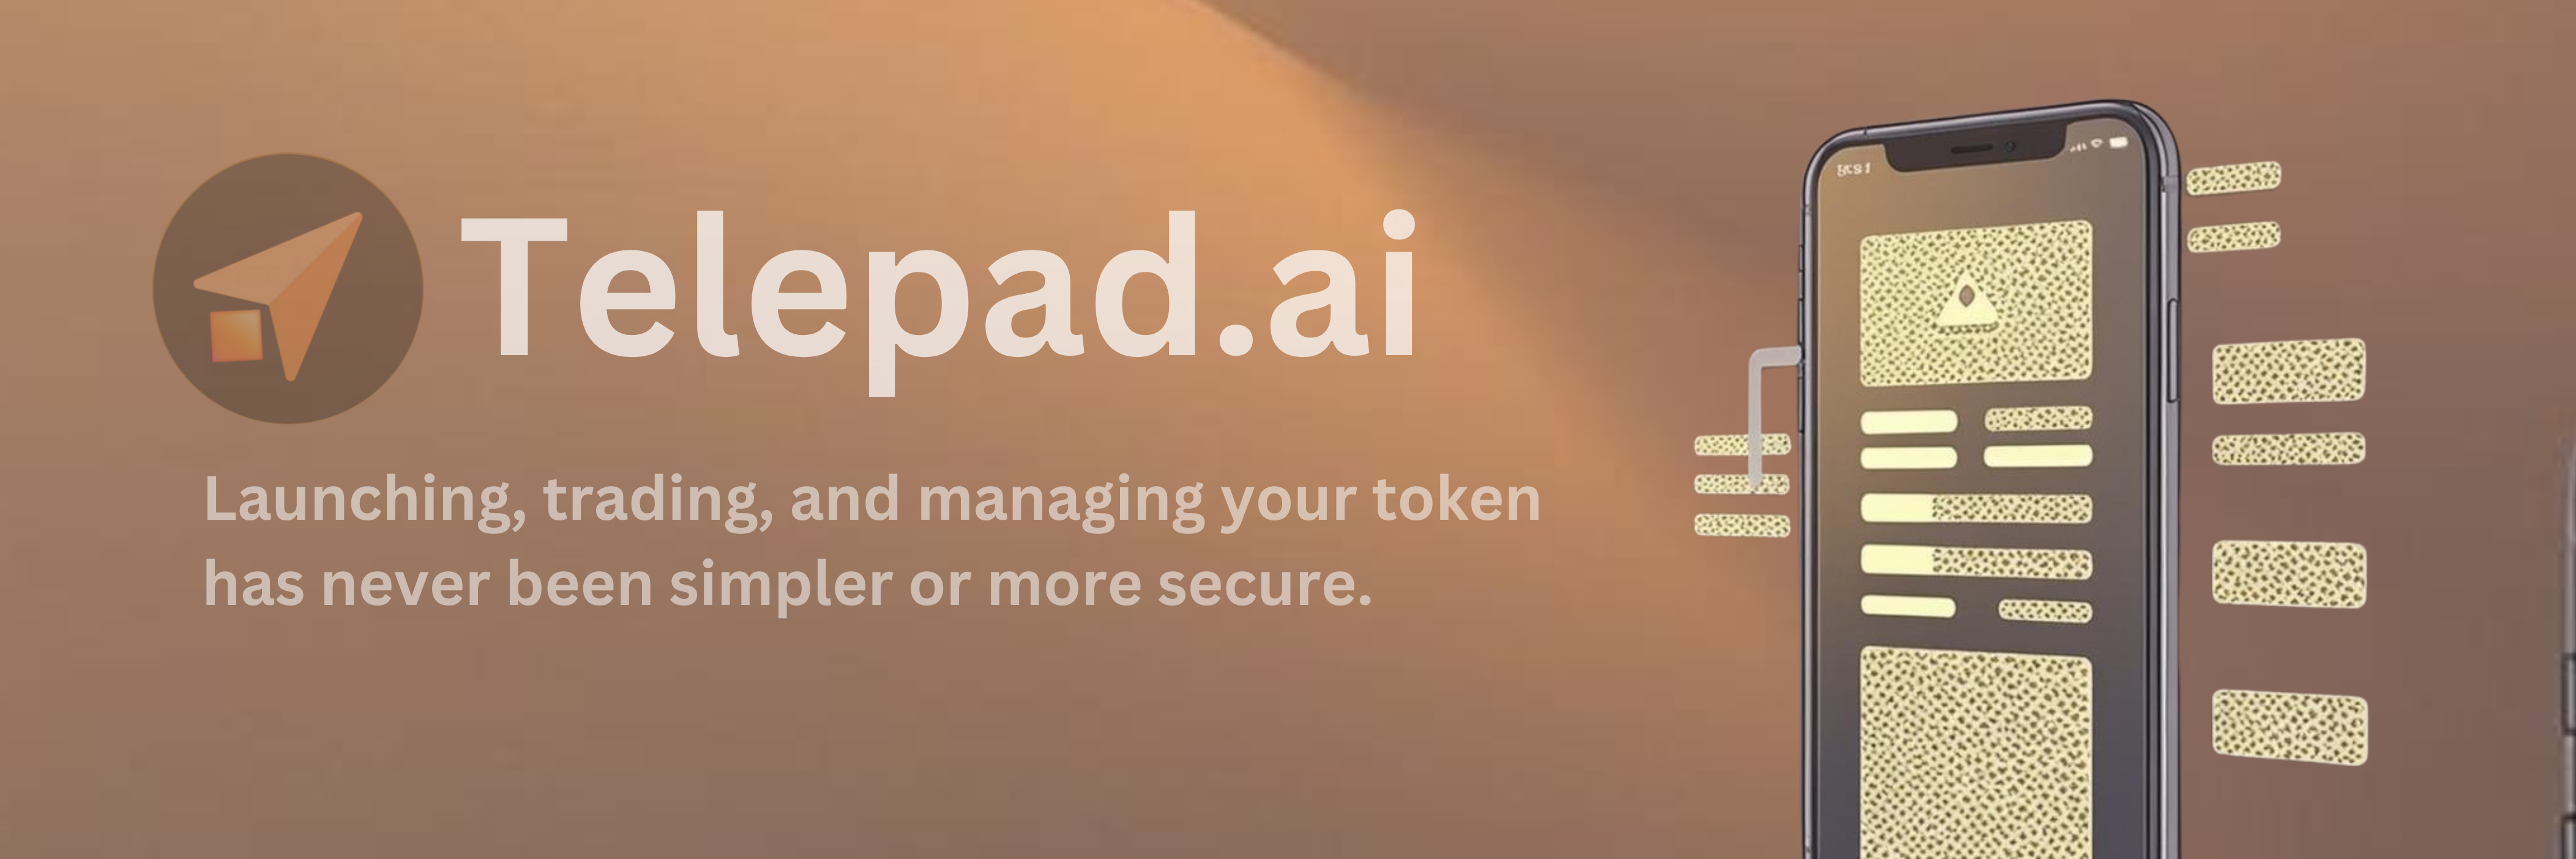 Telepad.ai
Launching, trading, and managing your token
has never been simpler or more secure.